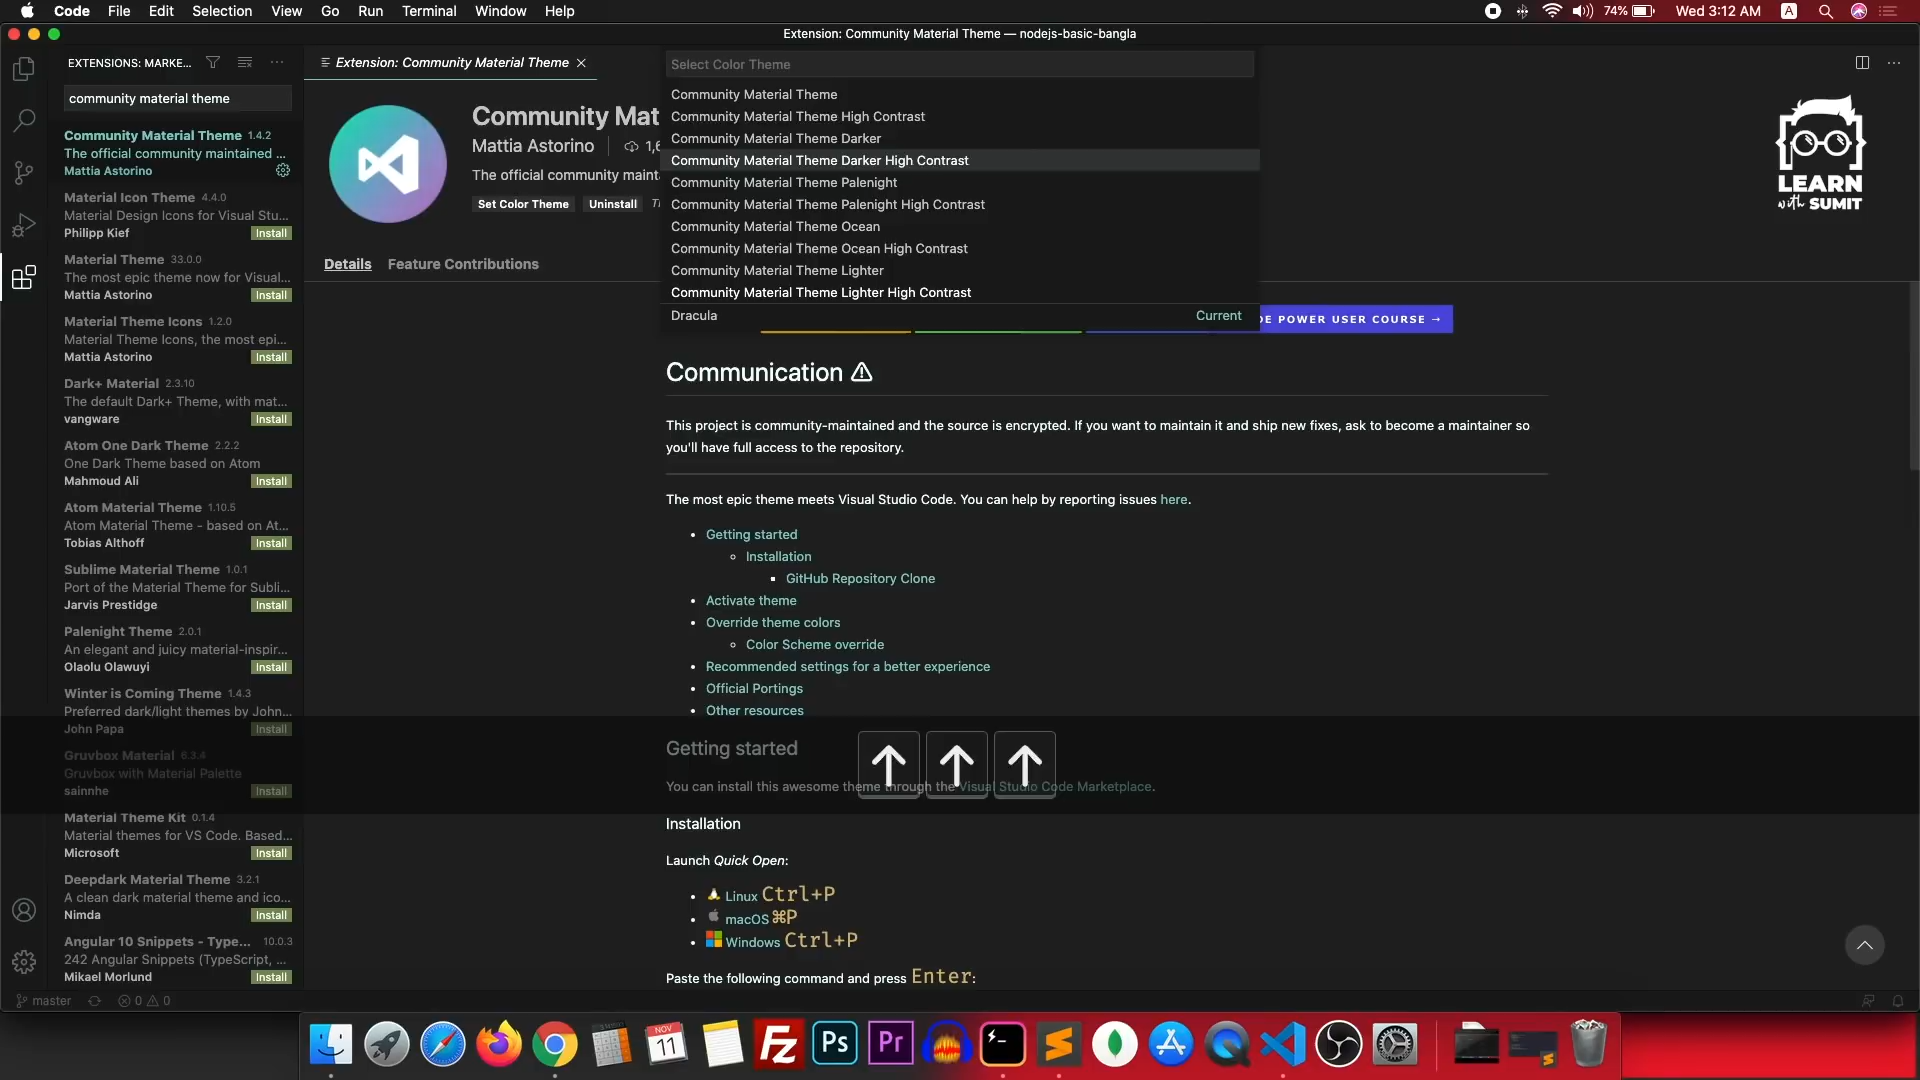 Code File Edit Selection View Go Run Terminal Window Help
74% Wed 3:12 AM A
Extension: Community Material Theme — nodejs-basic-bangla
EXTENSIONS: MARKE...
community material theme
Community Material Theme 1.4.2
The official community maintained ...
Mattia Astorino
Material Icon Theme 4.4.0
Material Design Icons for Visual Stu...
Philipp Kief Install
Material Theme 33.0.0
The most epic theme now for Visual...
Mattia Astorino Install
Material Theme Icons 1.2.0
Material Theme Icons, the most epi...
Mattia Astorino Install
Dark+ Material 2.3.10
The default Dark+ Theme, with mat...
vangware Install
Atom One Dark Theme 2.2.2
One Dark Theme based on Atom
Mahmoud Ali Install
Atom Material Theme 1.10.5
Atom Material Theme - based on At...
Tobias Althoff Install
Sublime Material Theme 1.0.1
Port of the Material Theme for Subli...
Jarvis Prestidge Install
Palenight Theme 2.0.1
An elegant and juicy material-inspir...
Olaolu Olawuyi Install
Winter is Coming Theme 1.4.3
Preferred dark/light themes by John...
John Papa Install
Gruvbox Material 6.3.4
Gruvbox with Material Palette
sainnhe Install
Material Theme Kit 0.1.4
Material themes for VS Code. Based...
Microsoft Install
Deepdark Material Theme 3.2.1
A clean dark material theme and ico...
Nimda Install
Angular 10 Snippets - Type... 10.0.3
242 Angular Snippets (TypeScript, ...
Mikael Morlund Install
master 0 0
Extension: Community Material Theme
Community Mat
Mattia Astorino 1,6
The official community maint
Set Color Theme Uninstall
Details Feature Contributions
Select Color Theme
Community Material Theme
Community Material Theme High Contrast
Community Material Theme Darker
Community Material Theme Darker High Contrast
Community Material Theme Palenight
Community Material Theme Palenight High Contrast
Community Material Theme Ocean
Community Material Theme Ocean High Contrast
Community Material Theme Lighter
Community Material Theme Lighter High Contrast
Dracula Current
DE POWER USER COURSE →
LEARN
with SUMIT
Communication ⚠
This project is community-maintained and the source is encrypted. If you want to maintain it and ship new fixes, ask to become a maintainer so
you'll have full access to the repository.
The most epic theme meets Visual Studio Code. You can help by reporting issues here.
Getting started
Installation
GitHub Repository Clone
Activate theme
Override theme colors
Color Scheme override
Recommended settings for a better experience
Official Portings
Other resources
Getting started
↑ ↑ ↑
You can install this awesome theme through the Visual Studio Code Marketplace.
Installation
Launch Quick Open:
Linux Ctrl+P
macOS ⌘P
Windows Ctrl+P
Paste the following command and press Enter:
NOV
11
Fz Ps Pr